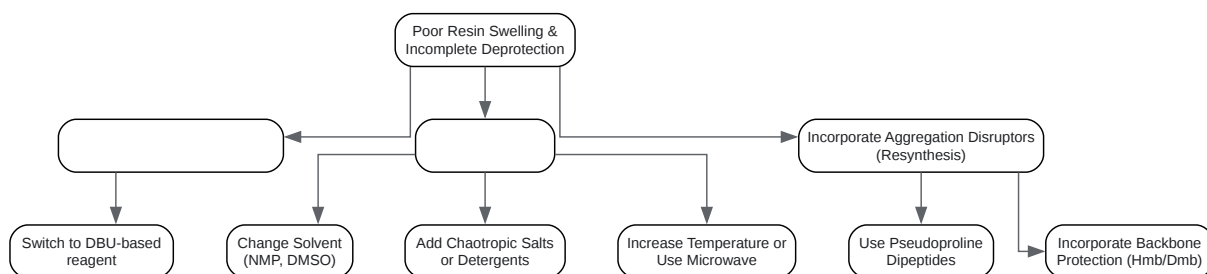 Poor Resin Swelling &
Incomplete Deprotection
Incorporate Aggregation Disruptors
(Resynthesis)
Switch to DBU-based
reagent
Change Solvent
(NMP, DMSO)
Add Chaotropic Salts
or Detergents
Increase Temperature or
Use Microwave
Use Pseudoproline
Dipeptides
Incorporate Backbone
Protection (Hmb/Dmb)